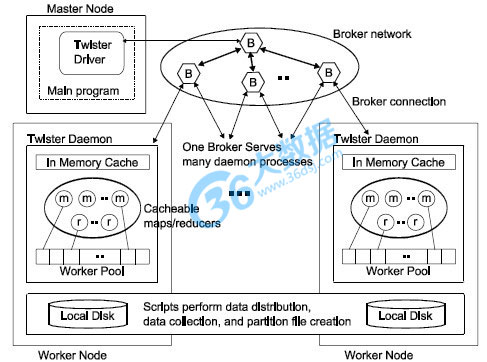 Master Node
Twister
Driver
Main program
B
B
B
B
Broker network
Broker connection
Twister Daemon
In Memory Cache
m
m
m
r
r
Cacheable
maps/reducers
Worker Pool
One Broker Serves
many daemon processes
36大数据
www.36dsj.com
Twister Daemon
In Memory Cache
m
m
m
r
r
Worker Pool
Local Disk
Scripts perform data distribution,
data collection, and partition file creation
Local Disk
Worker Node
Worker Node